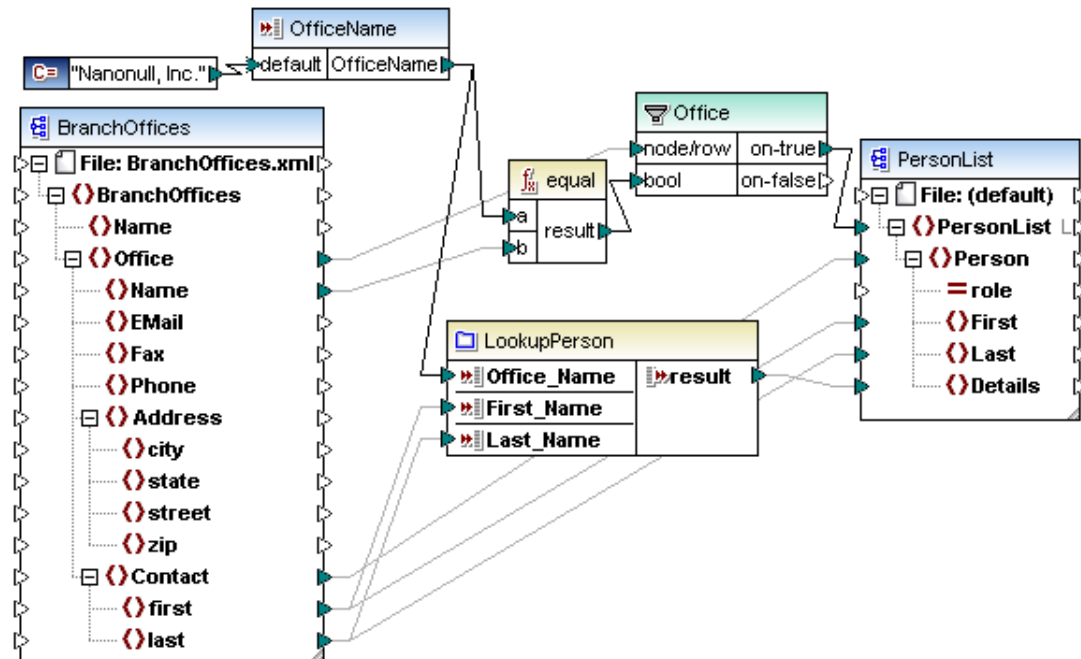 OfficeName
default OfficeName
C= "Nanonull, Inc."
BranchOffices
File: BranchOffices.xml
BranchOffices
Name
Office
Name
EMail
Fax
Phone
Address
city
state
street
zip
Contact
first
last
equal
a
b
result
Office
node/row on-true
bool on-false
LookupPerson
Office_Name result
First_Name
Last_Name
PersonList
File: (default)
PersonList
Person
role
First
Last
Details